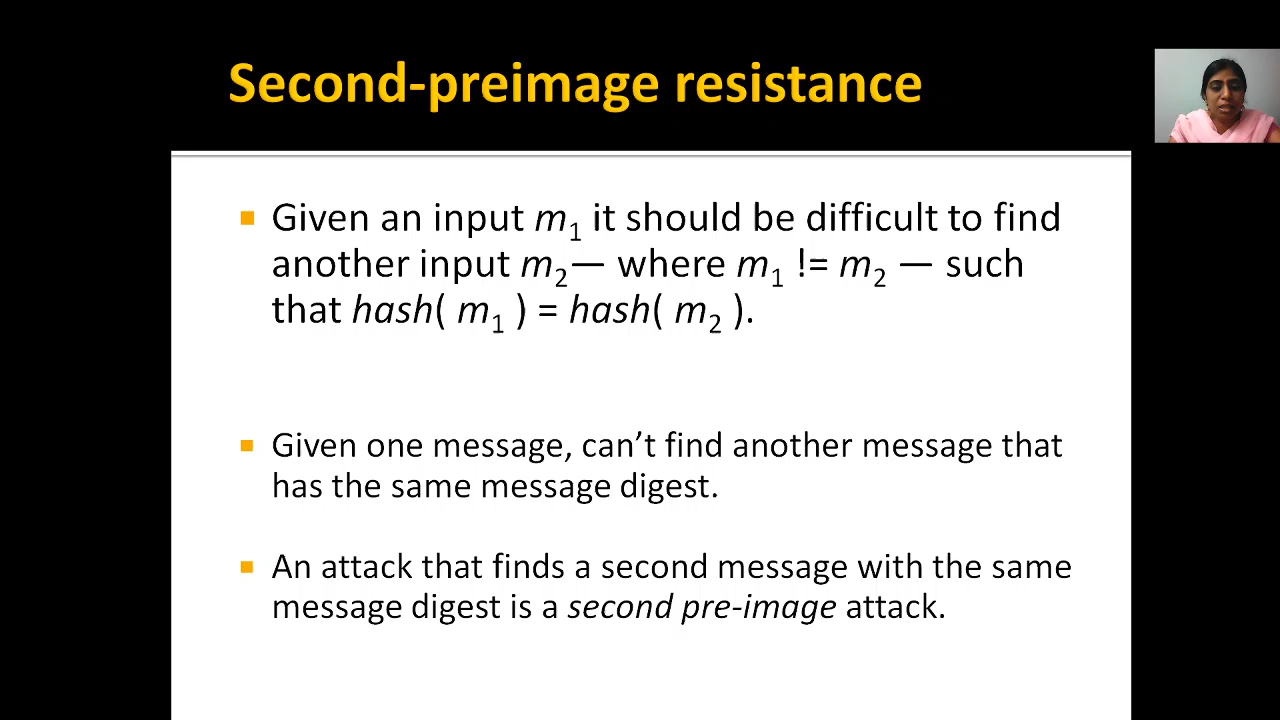 Second-preimage resistance
Given an input m₁ it should be difficult to find
another input m₂— where m₁ != m₂ — such
that hash( m₁ ) = hash( m₂ ).
Given one message, can’t find another message that
has the same message digest.
An attack that finds a second message with the same
message digest is a second pre-image attack.